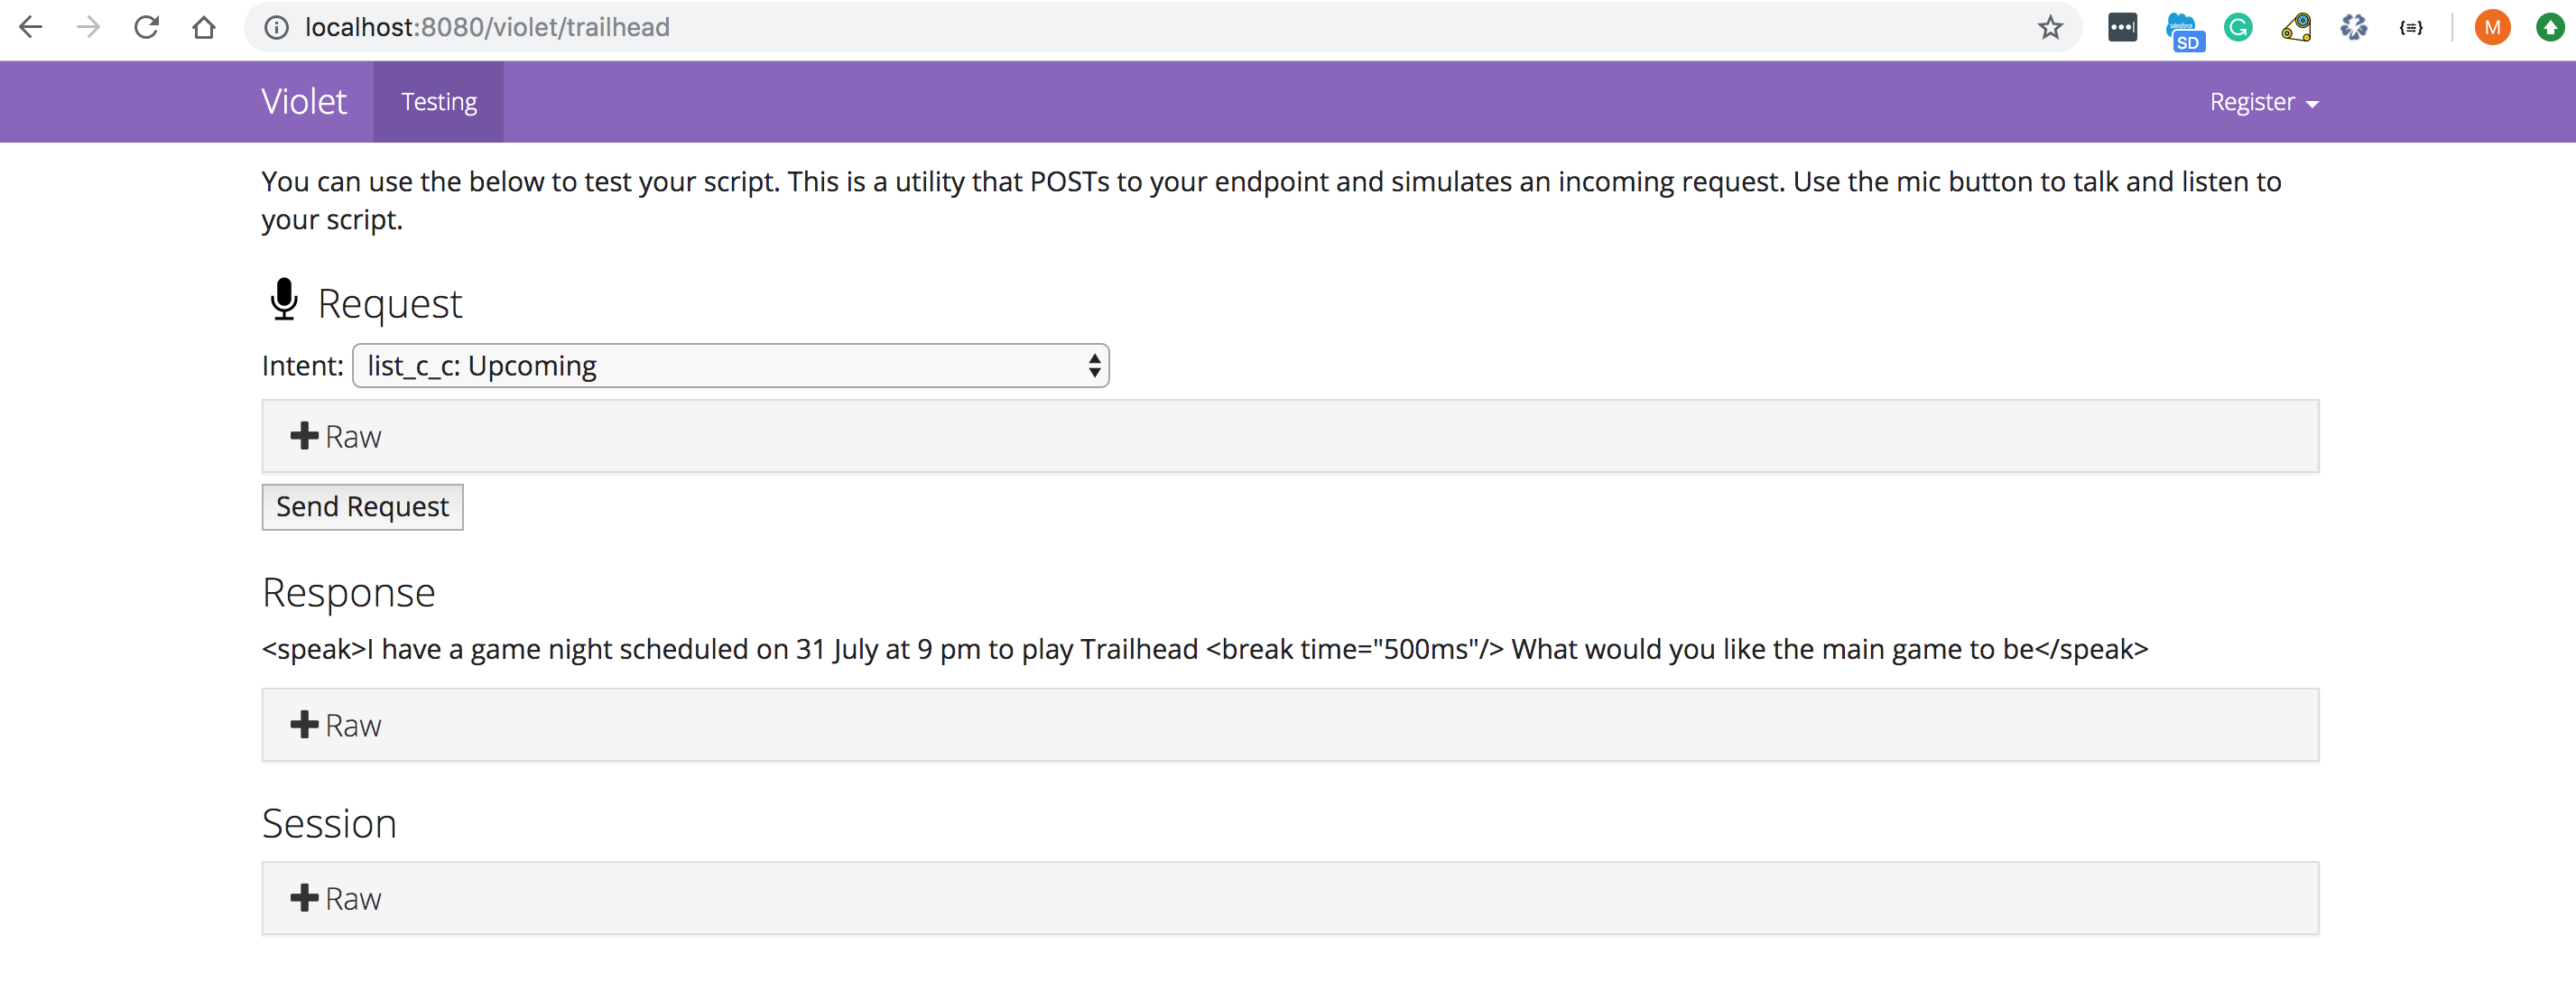 localhost:8080/violet/trailhead
salesforce
SD
G
{=}
M
Violet Testing Register
You can use the below to test your script. This is a utility that POSTs to your endpoint and simulates an incoming request. Use the mic button to talk and listen to
your script.
Request
Intent: list_c_c: Upcoming
Raw
Send Request
Response
<speak>I have a game night scheduled on 31 July at 9 pm to play Trailhead <break time="500ms"/> What would you like the main game to be</speak>
Raw
Session
Raw